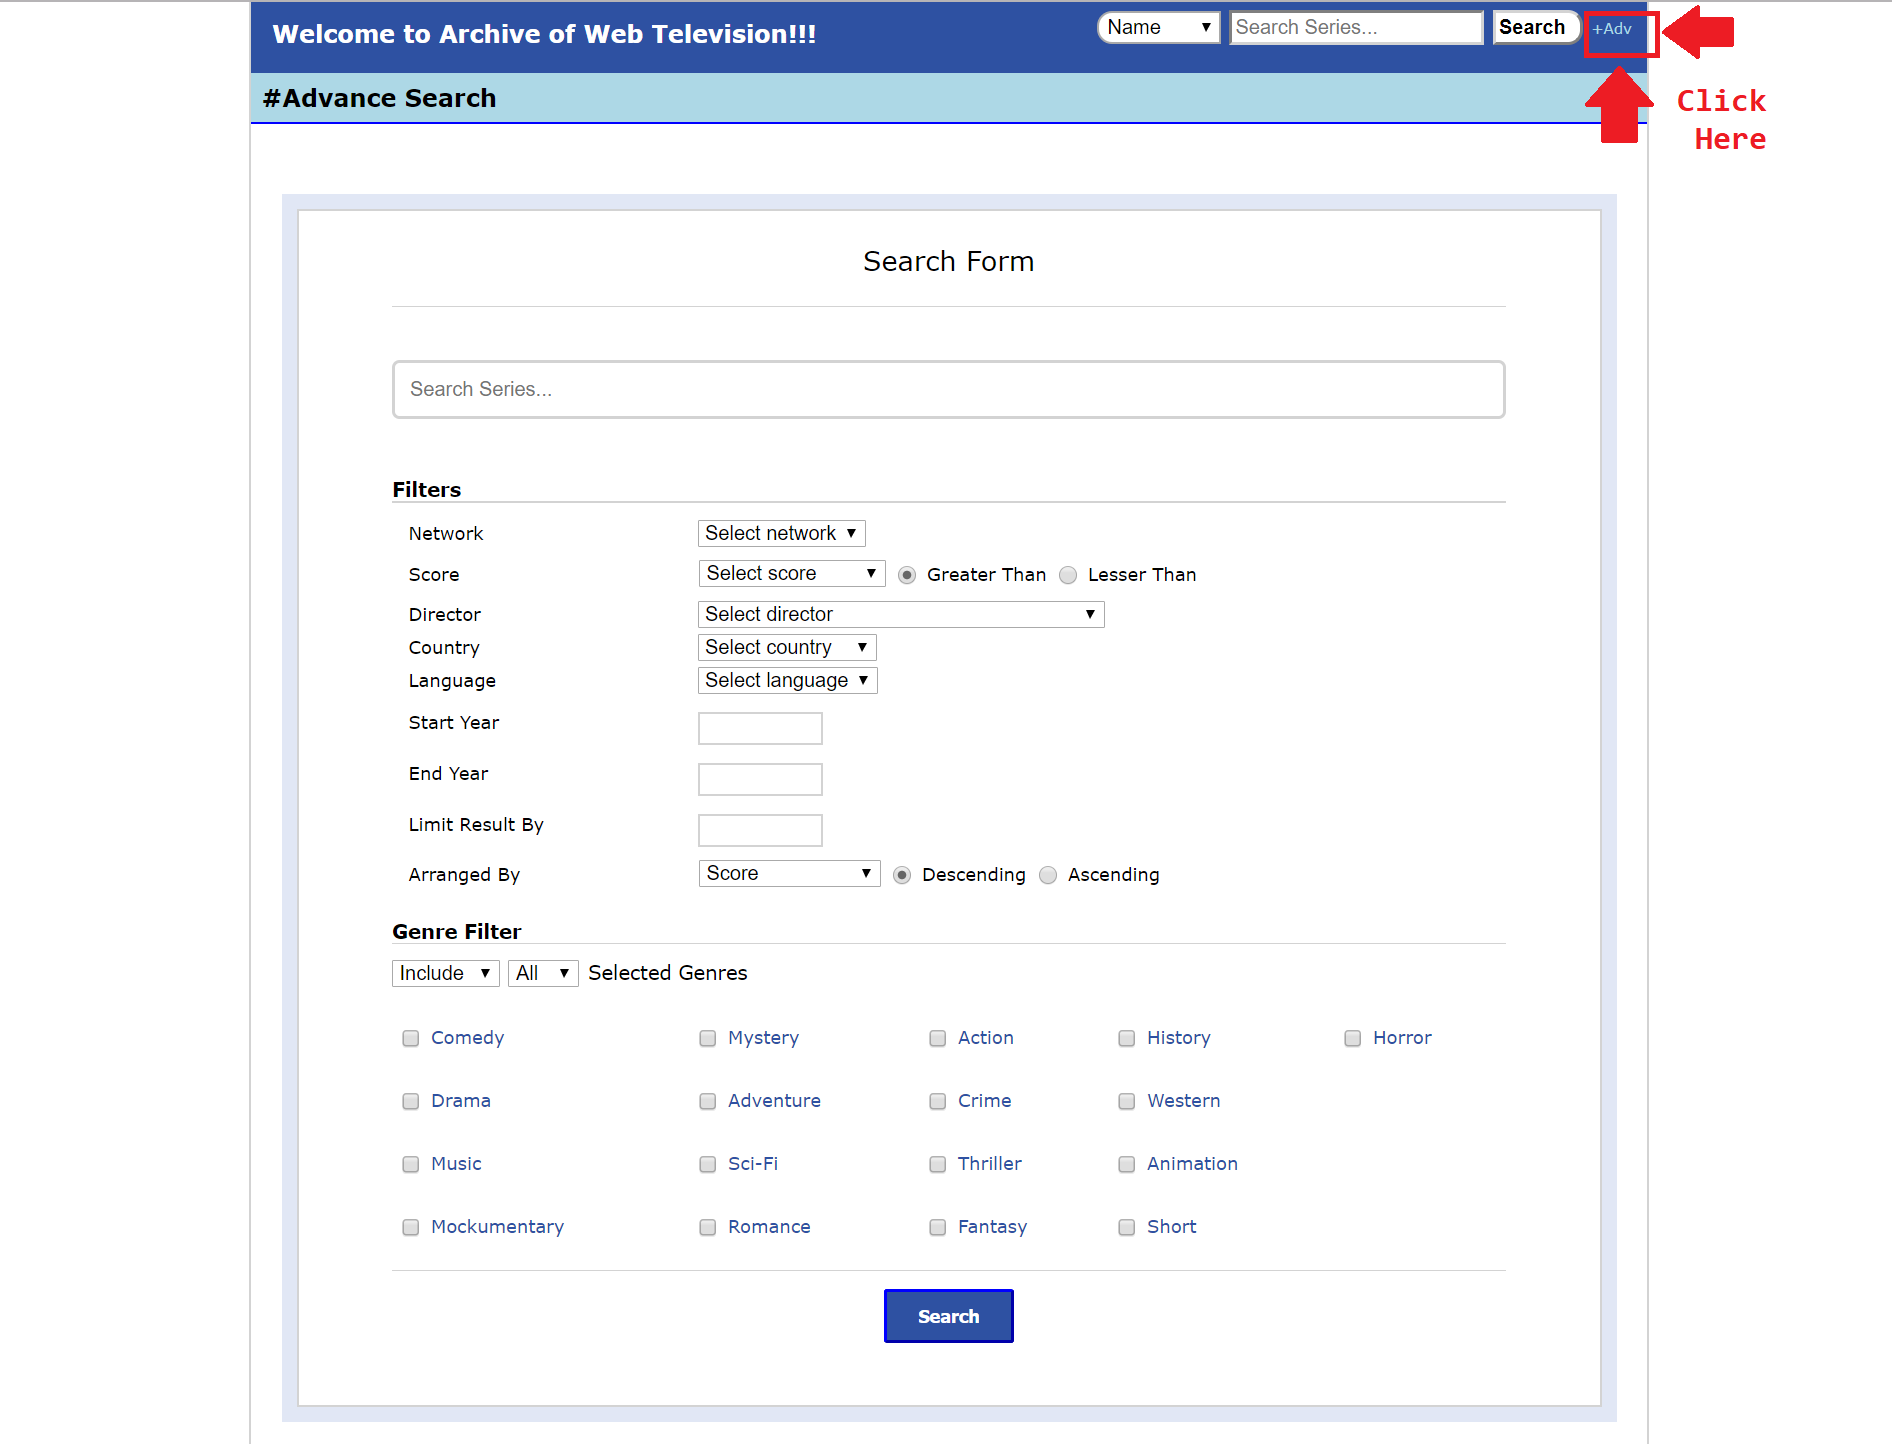 Welcome to Archive of Web Television!!!
Name
Search Series...
Search
+Adv
#Advance Search
Click
Here
Search Form
Search Series...
Filters
Network Select network
Score Select score Greater Than Lesser Than
Director Select director
Country Select country
Language Select language
Start Year
End Year
Limit Result By
Arranged By Score Descending Ascending
Genre Filter
Include All Selected Genres
Comedy Mystery Action History Horror
Drama Adventure Crime Western
Music Sci-Fi Thriller Animation
Mockumentary Romance Fantasy Short
Search